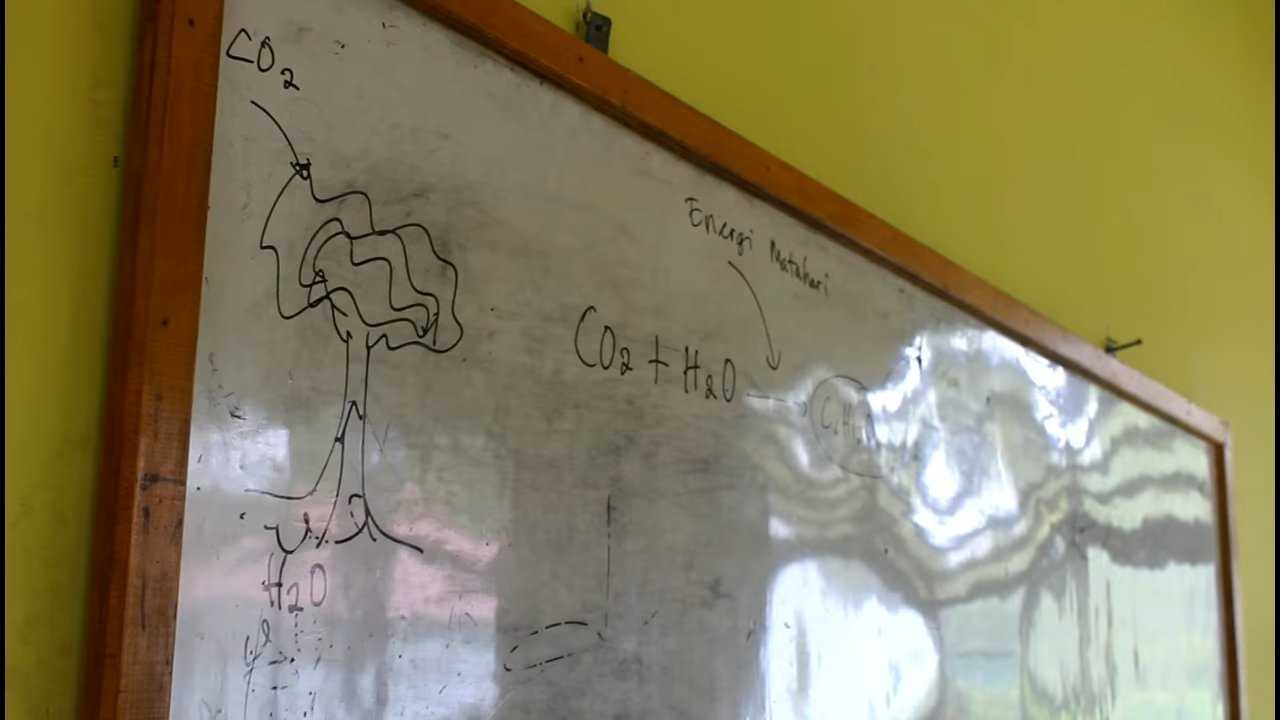 CO₂
Energi Matahari
CO₂ + H₂O →
H₂O